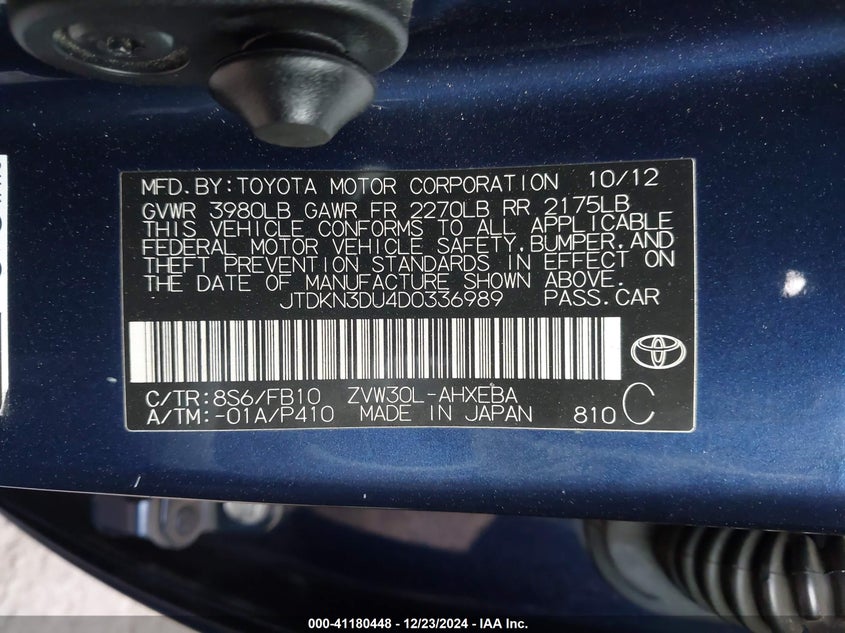 MFD.BY:TOYOTA MOTOR CORPORATION 10/12
GVWR 3980LB GAWR FR 2270LB RR 2175LB
THIS VEHICLE CONFORMS TO ALL APPLICABLE
FEDERAL MOTOR VEHICLE SAFETY,BUMPER,AND
THEFT PREVENTION STANDARDS IN EFFECT ON
THE DATE OF MANUFACTURE SHOWN ABOVE.
JTDKN3DU4D0336989 PASS.CAR
C/TR:8S6/FB10 ZVW30L-AHXEBA
A/TM:-01A/P410 MADE IN JAPAN 810 C
000-41180448 - 12/23/2024 - IAA Inc.